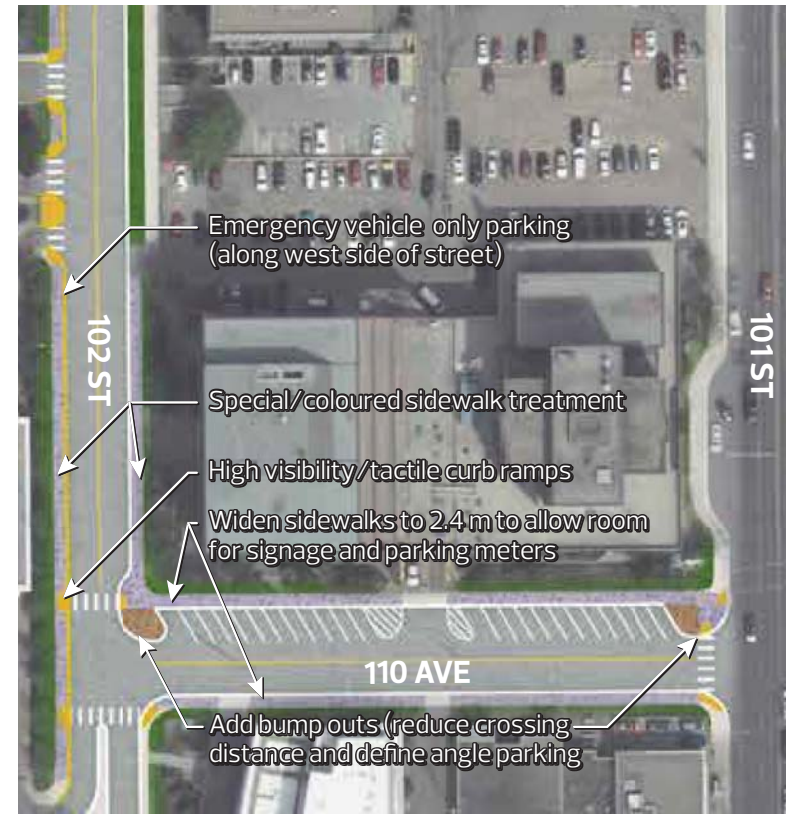 Emergency vehicle only parking
(along west side of street)
102 ST
101 ST
Special/coloured sidewalk treatment
High visibility/tactile curb ramps
Widen sidewalks to 2.4 m to allow room
for signage and parking meters
110 AVE
Add bump outs (reduce crossing
distance and define angle parking